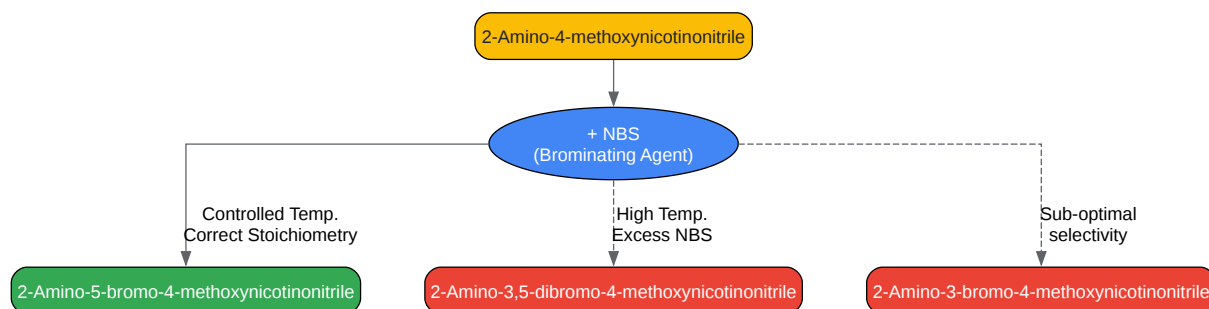 2-Amino-4-methoxynicotinonitrile
+ NBS
(Brominating Agent)
Controlled Temp.
Correct Stoichiometry
High Temp.
Excess NBS
Sub-optimal
selectivity
2-Amino-5-bromo-4-methoxynicotinonitrile
2-Amino-3,5-dibromo-4-methoxynicotinonitrile
2-Amino-3-bromo-4-methoxynicotinonitrile